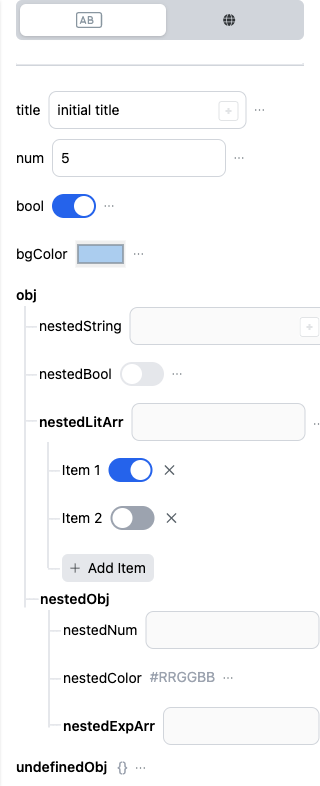 AB
title initial title ...
num 5 ...
bool ...
bgColor ...
obj
nestedString
nestedBool ...
nestedLitArr ...
Item 1 ×
Item 2 ×
+ Add Item
nestedObj
nestedNum
nestedColor #RRGGBB ...
nestedExpArr
undefinedObj {} ...